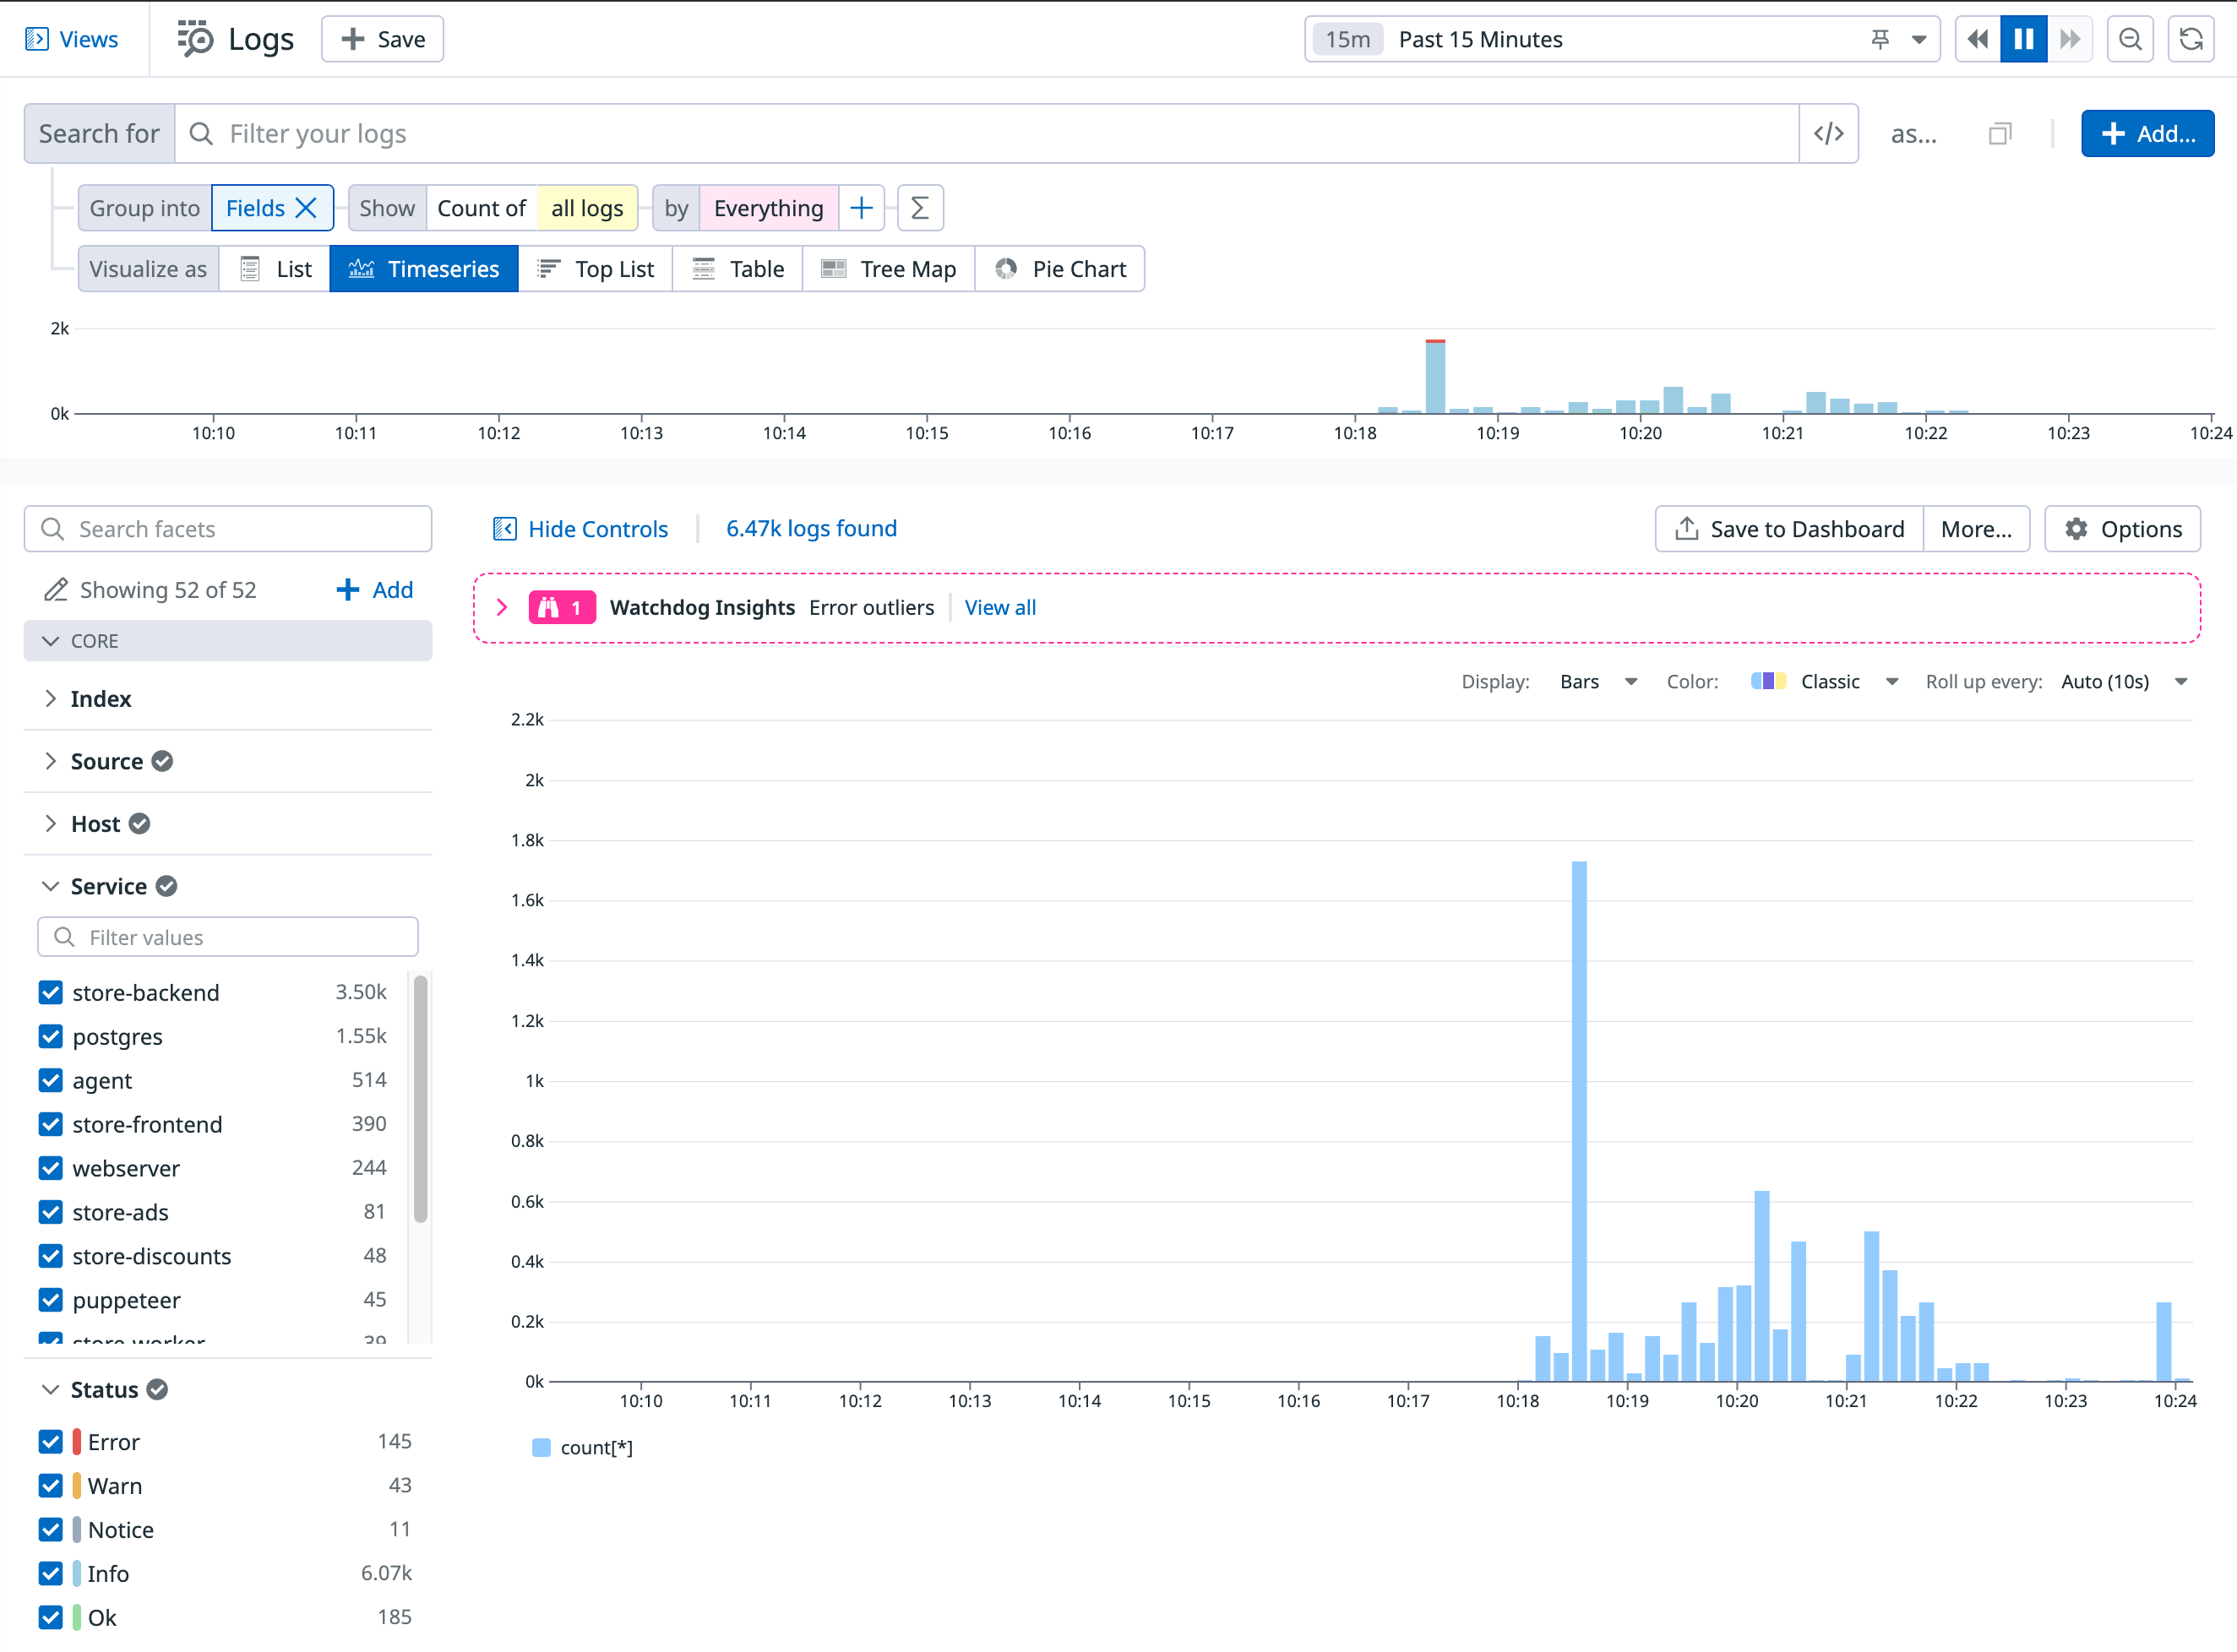 Views
Logs
Save
15m Past 15 Minutes
Search for Filter your logs </> as... Add...
Group into Fields Show Count of all logs by Everything Σ
Visualize as List Timeseries Top List Table Tree Map Pie Chart
2k
0k
10:10 10:11 10:12 10:13 10:14 10:15 10:16 10:17 10:18 10:19 10:20 10:21 10:22 10:23 10:24
Search facets
Showing 52 of 52 Add
CORE
Index
Source
Host
Service
Filter values
store-backend 3.50k
postgres 1.55k
agent 514
store-frontend 390
webserver 244
store-ads 81
store-discounts 48
puppeteer 45
store-worker 39
Status
Error 145
Warn 43
Notice 11
Info 6.07k
Ok 185
Hide Controls 6.47k logs found Save to Dashboard More... Options
1 Watchdog Insights Error outliers View all
Display: Bars Color: Classic Roll up every: Auto (10s)
2.2k
2k
1.8k
1.6k
1.4k
1.2k
1k
0.8k
0.6k
0.4k
0.2k
0k
10:10 10:11 10:12 10:13 10:14 10:15 10:16 10:17 10:18 10:19 10:20 10:21 10:22 10:23 10:24
count[*]